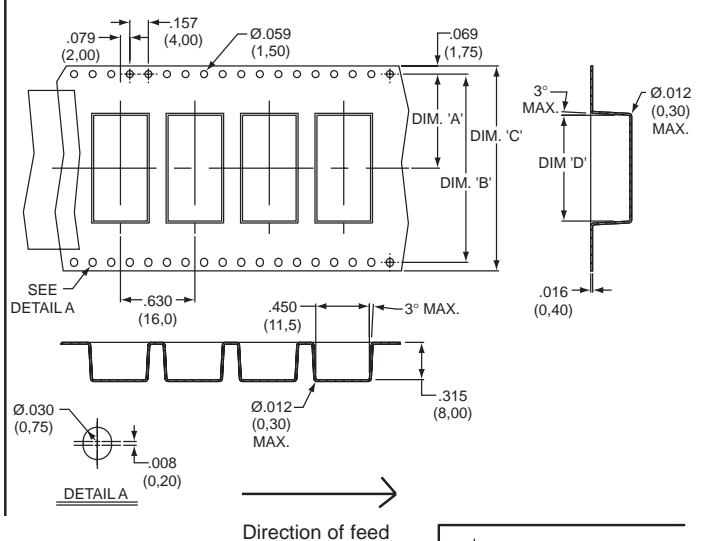 .079
(2,00)
.157
(4,00)
Ø.059
(1,50)
.069
(1,75)
DIM. 'A'
DIM. 'C'
DIM. 'B'
3° MAX.
Ø.012
(0,30)
MAX.
DIM 'D'
.016
(0,40)
SEE
DETAIL A
.630
(16,0)
.450
(11,5)
3° MAX.
Ø.012
(0,30)
MAX.
.315
(8,00)
Ø.030
(0,75)
.008
(0,20)
DETAIL A
Direction of feed